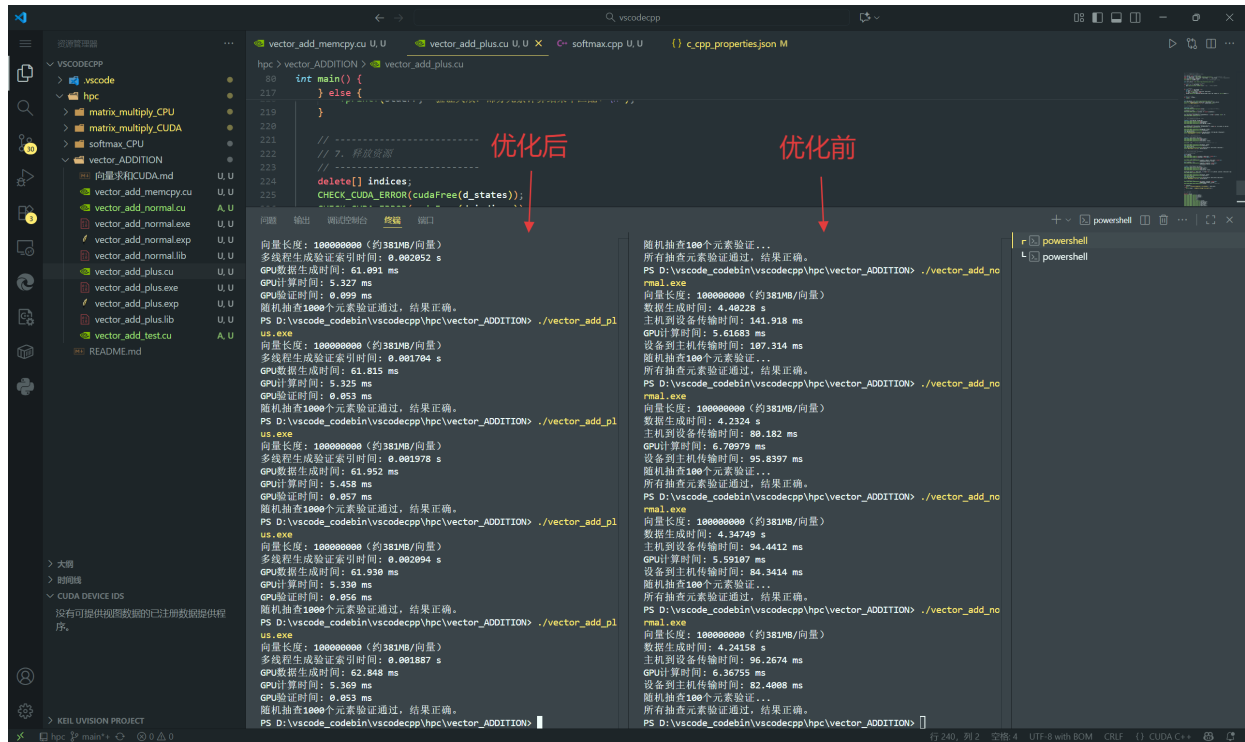 vscodecpp
资源管理器
VSCODECPP
.vscode
hpc
matrix_multiply_CPU
matrix_multiply_CUDA
softmax_CPU
vector_ADDITION
向量求和CUDA.md U, U
vector_add_memcpy.cu U, U
vector_add_normal.cu A, U
vector_add_normal.exe U, U
vector_add_normal.exp U, U
vector_add_normal.lib U, U
vector_add_plus.cu U, U
vector_add_plus.exe U, U
vector_add_plus.exp U, U
vector_add_plus.lib U, U
vector_add_test.cu A, U
README.md
大纲
时间线
CUDA DEVICE IDS
没有可提供视图数据的已注册数据提供程
序。
KEIL UVISION PROJECT
30
3
vector_add_memcpy.cu U, U vector_add_plus.cu U, U softmax.cpp U, U {} c_cpp_properties.json M
hpc > vector_ADDITION > vector_add_plus.cu
80 int main() {
217 } else {
219 }
220
221 // -------------------------
222 // 7. 释放资源
223 // -------------------------
224 delete[] indices;
225 CHECK_CUDA_ERROR(cudaFree(d_states));
优化后
优化前
问题 输出 调试控制台 终端 端口
powershell
powershell
powershell
向量长度: 100000000（约381MB/向量）
多线程生成验证索引时间: 0.002052 s
GPU数据生成时间: 61.091 ms
GPU计算时间: 5.327 ms
GPU验证时间: 0.099 ms
随机抽查1000个元素验证通过，结果正确。
PS D:\vscode_codebin\vscodecpp\hpc\vector_ADDITION> ./vector_add_pl
us.exe
向量长度: 100000000（约381MB/向量）
多线程生成验证索引时间: 0.001704 s
GPU数据生成时间: 61.815 ms
GPU计算时间: 5.325 ms
GPU验证时间: 0.053 ms
随机抽查1000个元素验证通过，结果正确。
PS D:\vscode_codebin\vscodecpp\hpc\vector_ADDITION> ./vector_add_pl
us.exe
向量长度: 100000000（约381MB/向量）
多线程生成验证索引时间: 0.001978 s
GPU数据生成时间: 61.952 ms
GPU计算时间: 5.458 ms
GPU验证时间: 0.057 ms
随机抽查1000个元素验证通过，结果正确。
PS D:\vscode_codebin\vscodecpp\hpc\vector_ADDITION> ./vector_add_pl
us.exe
向量长度: 100000000（约381MB/向量）
多线程生成验证索引时间: 0.002094 s
GPU数据生成时间: 61.930 ms
GPU计算时间: 5.330 ms
GPU验证时间: 0.056 ms
随机抽查1000个元素验证通过，结果正确。
PS D:\vscode_codebin\vscodecpp\hpc\vector_ADDITION> ./vector_add_pl
us.exe
向量长度: 100000000（约381MB/向量）
多线程生成验证索引时间: 0.001887 s
GPU数据生成时间: 62.848 ms
GPU计算时间: 5.369 ms
GPU验证时间: 0.053 ms
随机抽查1000个元素验证通过，结果正确。
PS D:\vscode_codebin\vscodecpp\hpc\vector_ADDITION>
随机抽查100个元素验证...
所有抽查元素验证通过，结果正确。
PS D:\vscode_codebin\vscodecpp\hpc\vector_ADDITION> ./vector_add_no
rmal.exe
向量长度: 100000000（约381MB/向量）
数据生成时间: 4.40228 s
主机到设备传输时间: 141.918 ms
GPU计算时间: 5.61683 ms
设备到主机传输时间: 107.314 ms
随机抽查100个元素验证...
所有抽查元素验证通过，结果正确。
PS D:\vscode_codebin\vscodecpp\hpc\vector_ADDITION> ./vector_add_no
rmal.exe
向量长度: 100000000（约381MB/向量）
数据生成时间: 4.2324 s
主机到设备传输时间: 80.182 ms
GPU计算时间: 6.70979 ms
设备到主机传输时间: 95.8397 ms
随机抽查100个元素验证...
所有抽查元素验证通过，结果正确。
PS D:\vscode_codebin\vscodecpp\hpc\vector_ADDITION> ./vector_add_no
rmal.exe
向量长度: 100000000（约381MB/向量）
数据生成时间: 4.34749 s
主机到设备传输时间: 94.4412 ms
GPU计算时间: 5.59107 ms
设备到主机传输时间: 84.3414 ms
随机抽查100个元素验证...
所有抽查元素验证通过，结果正确。
PS D:\vscode_codebin\vscodecpp\hpc\vector_ADDITION> ./vector_add_no
rmal.exe
向量长度: 100000000（约381MB/向量）
数据生成时间: 4.24158 s
主机到设备传输时间: 96.2674 ms
GPU计算时间: 6.36755 ms
设备到主机传输时间: 82.4008 ms
随机抽查100个元素验证...
所有抽查元素验证通过，结果正确。
PS D:\vscode_codebin\vscodecpp\hpc\vector_ADDITION>
hpc main*+ 0 0 行 240，列 2 空格: 4 UTF-8 with BOM CRLF {} CUDA C++